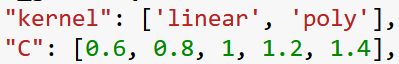 "kernel": ['linear', 'poly'],
"C": [0.6, 0.8, 1, 1.2, 1.4],